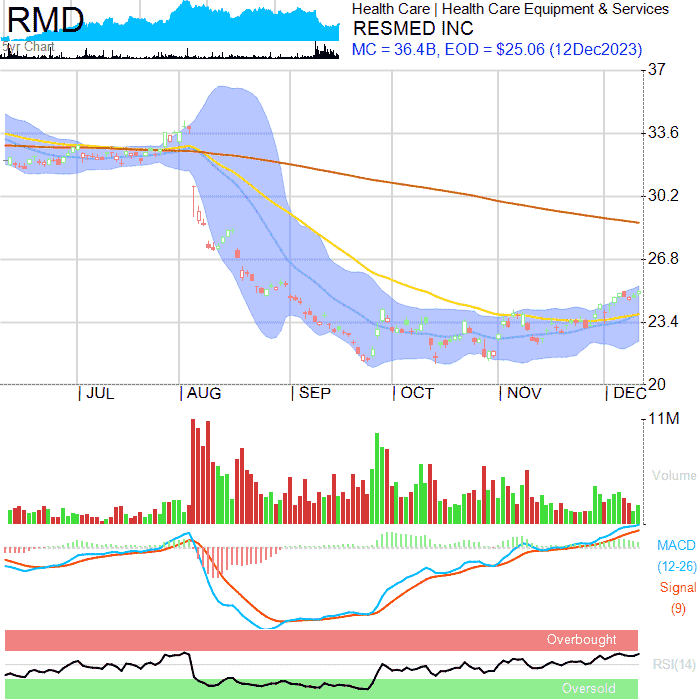 RMD
5yr Chart
Health Care | Health Care Equipment & Services
RESMED INC
MC = 36.4B, EOD = $25.06 (12Dec2023)
37
33.6
30.2
26.8
23.4
20
JUL
AUG
SEP
OCT
NOV
DEC
11M
Volume
MACD
(12-26)
Signal
(9)
Overbought
RSI(14)
Oversold